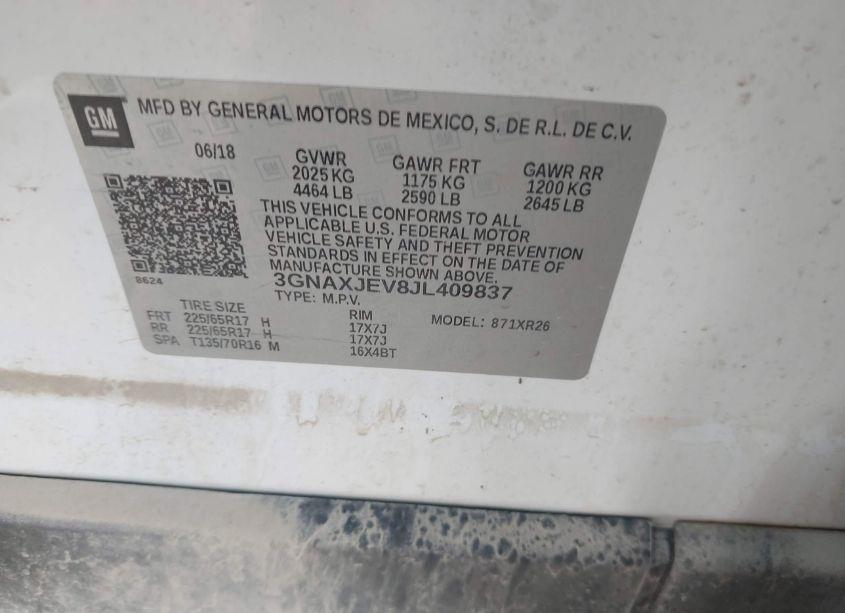 GM
MFD BY GENERAL MOTORS DE MEXICO, S. DE R.L. DE C.V.
06/18 GVWR GAWR FRT GAWR RR
2025 KG 1175 KG 1200 KG
4464 LB 2590 LB 2645 LB
THIS VEHICLE CONFORMS TO ALL
APPLICABLE U.S. FEDERAL MOTOR
VEHICLE SAFETY AND THEFT PREVENTION
STANDARDS IN EFFECT ON THE DATE OF
MANUFACTURE SHOWN ABOVE.
8624
3GNAXJEV8JL409837
TYPE: M.P.V.
TIRE SIZE RIM MODEL: 871XR26
FRT 225/65R17 H 17X7J
RR 225/65R17 H 17X7J
SPA T135/70R16 M 16X4BT